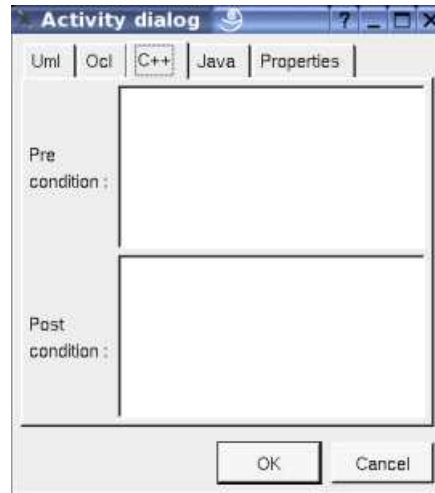 Activity dialog
Uml Ocl C++ Java Properties
Pre
condition :
Post
condition :
OK Cancel